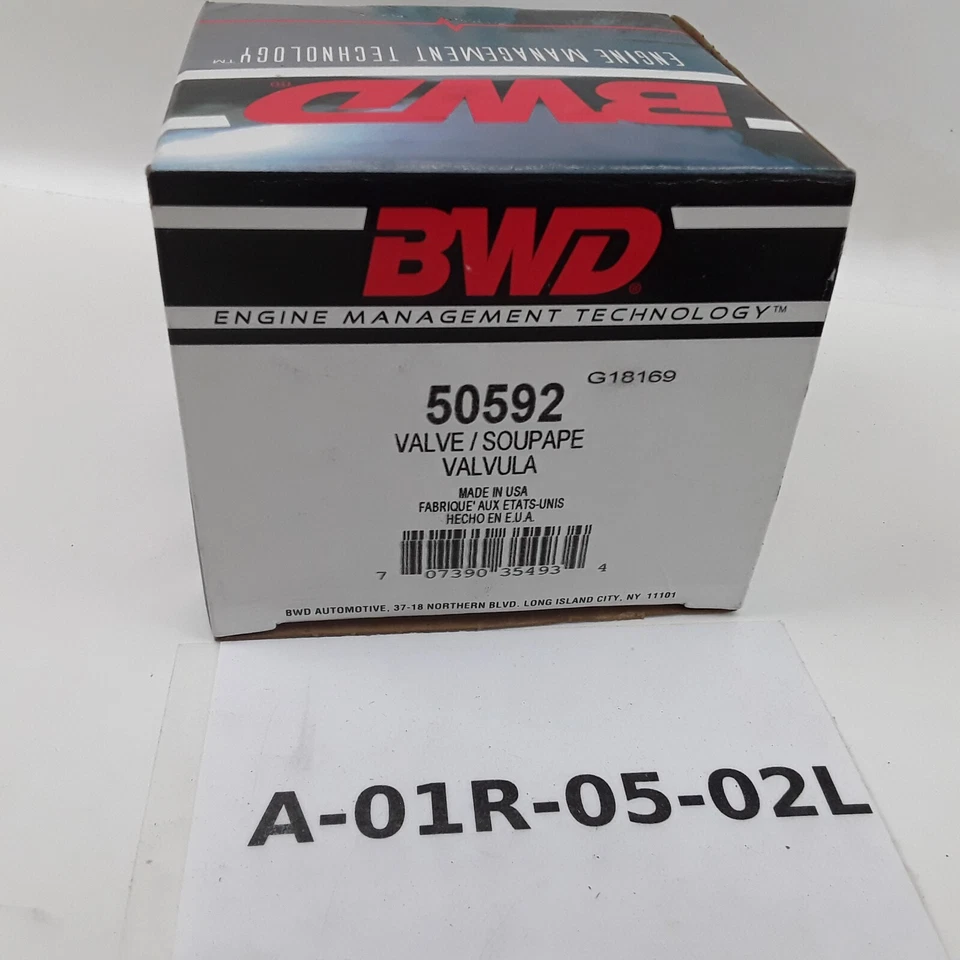 ENGINE MANAGEMENT TECHNOLOGY™
BWD®
BWD®
ENGINE MANAGEMENT TECHNOLOGY™
G18169
50592
VALVE / SOUPAPE
VALVULA
MADE IN USA
FABRIQUE' AUX ETATS-UNIS
HECHO EN E.U.A.
7 07390 35493 4
BWD AUTOMOTIVE, 37-18 NORTHERN BLVD. LONG ISLAND CITY, NY 11101
A-01R-05-02L